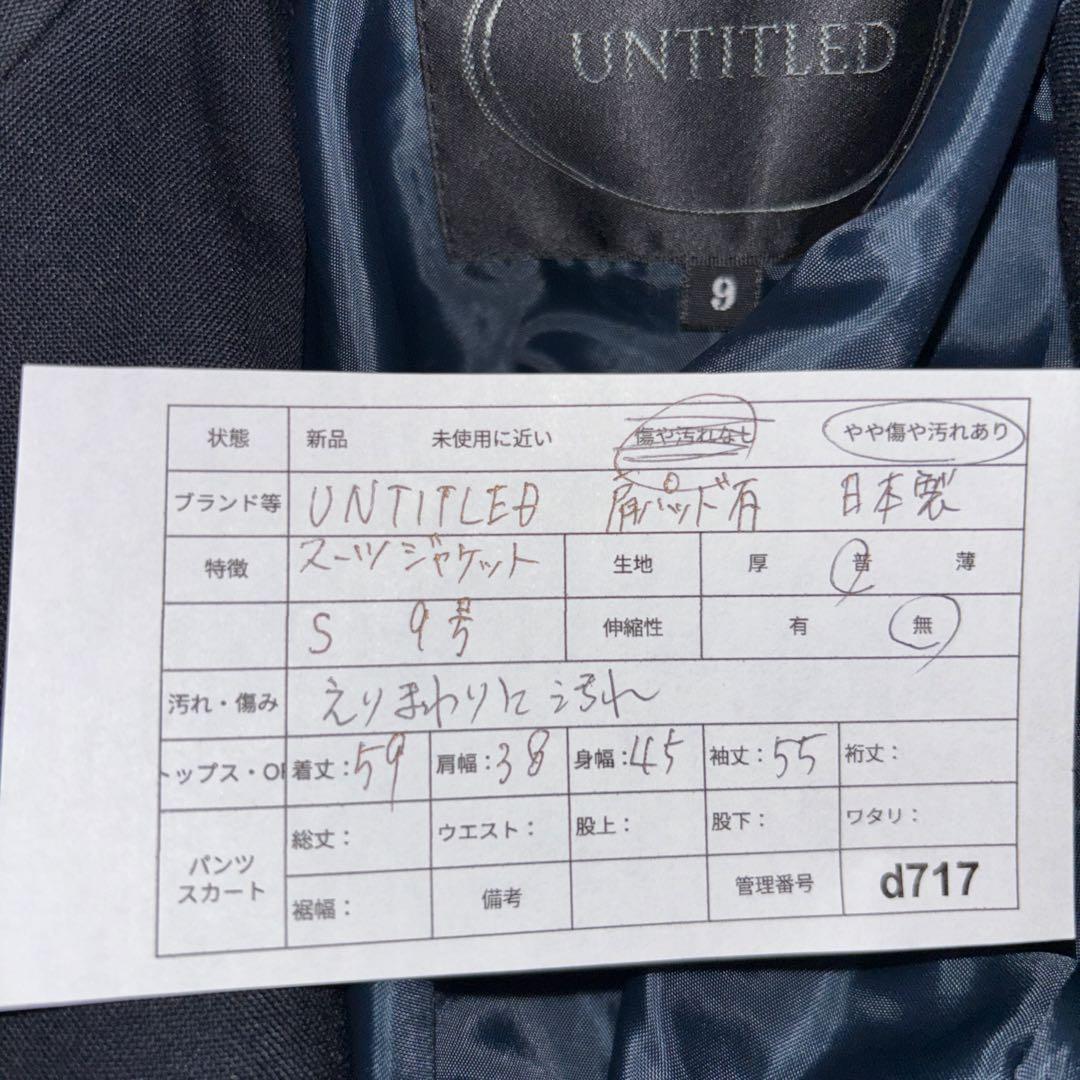 UNTITLED
9
状態 新品 未使用に近い 傷や汚れなし やや傷や汚れあり
ブランド等 UNTITLED 肩パッド有 日本製
特徴 スーツジャケット 生地 厚 普 薄
S 9号 伸縮性 有 無
汚れ・傷み えりまわりに汚れ
トップス・OP 着丈:59 肩幅:38 身幅:45 袖丈:55 裄丈:
パンツ スカート 総丈: ウエスト: 股上: 股下: ワタリ:
裾幅: 備考 管理番号 d717